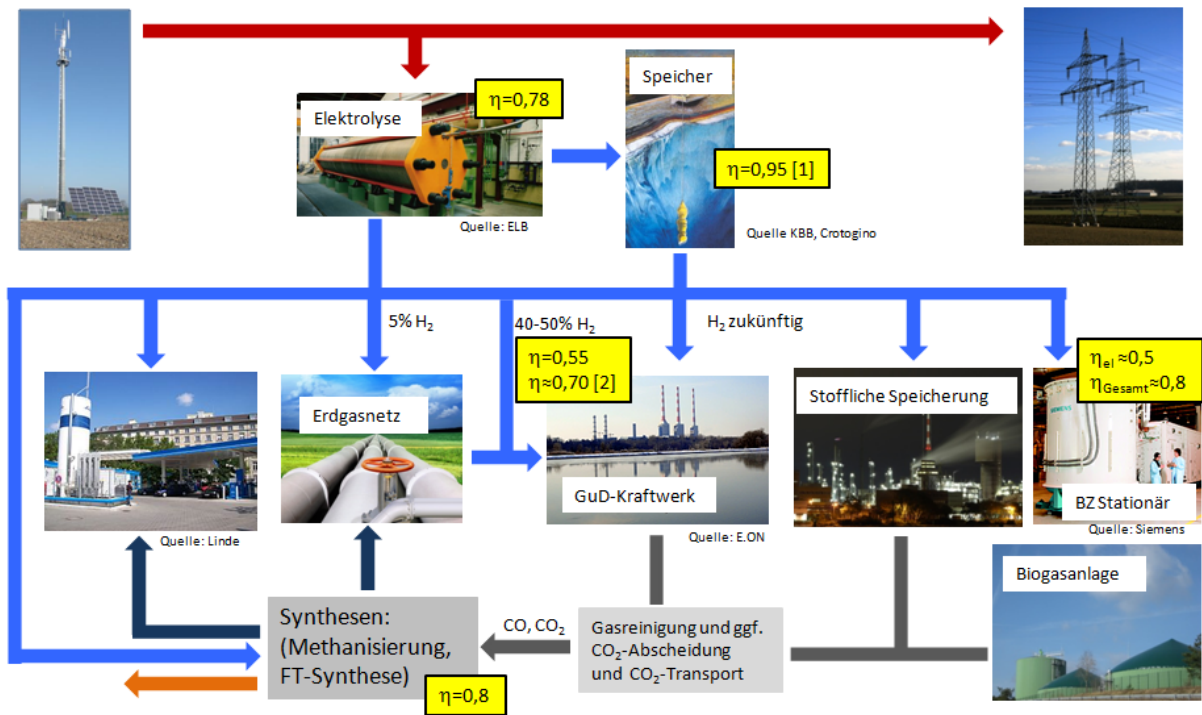 Elektrolyse
η=0,78
Quelle: ELB
Speicher
η=0,95 [1]
Quelle KBB, Crotogino
5% H₂
40-50% H₂
H₂ zukünftig
η=0,55
η≈0,70 [2]
ηel ≈0,5
ηGesamt≈0,8
Quelle: Linde
Erdgasnetz
GuD-Kraftwerk
Quelle: E.ON
Stoffliche Speicherung
SIEMENS
BZ Stationär
Quelle: Siemens
Synthesen:
(Methanisierung,
FT-Synthese)
η=0,8
CO, CO₂
Gasreinigung und ggf.
CO₂-Abscheidung
und CO₂-Transport
Biogasanlage